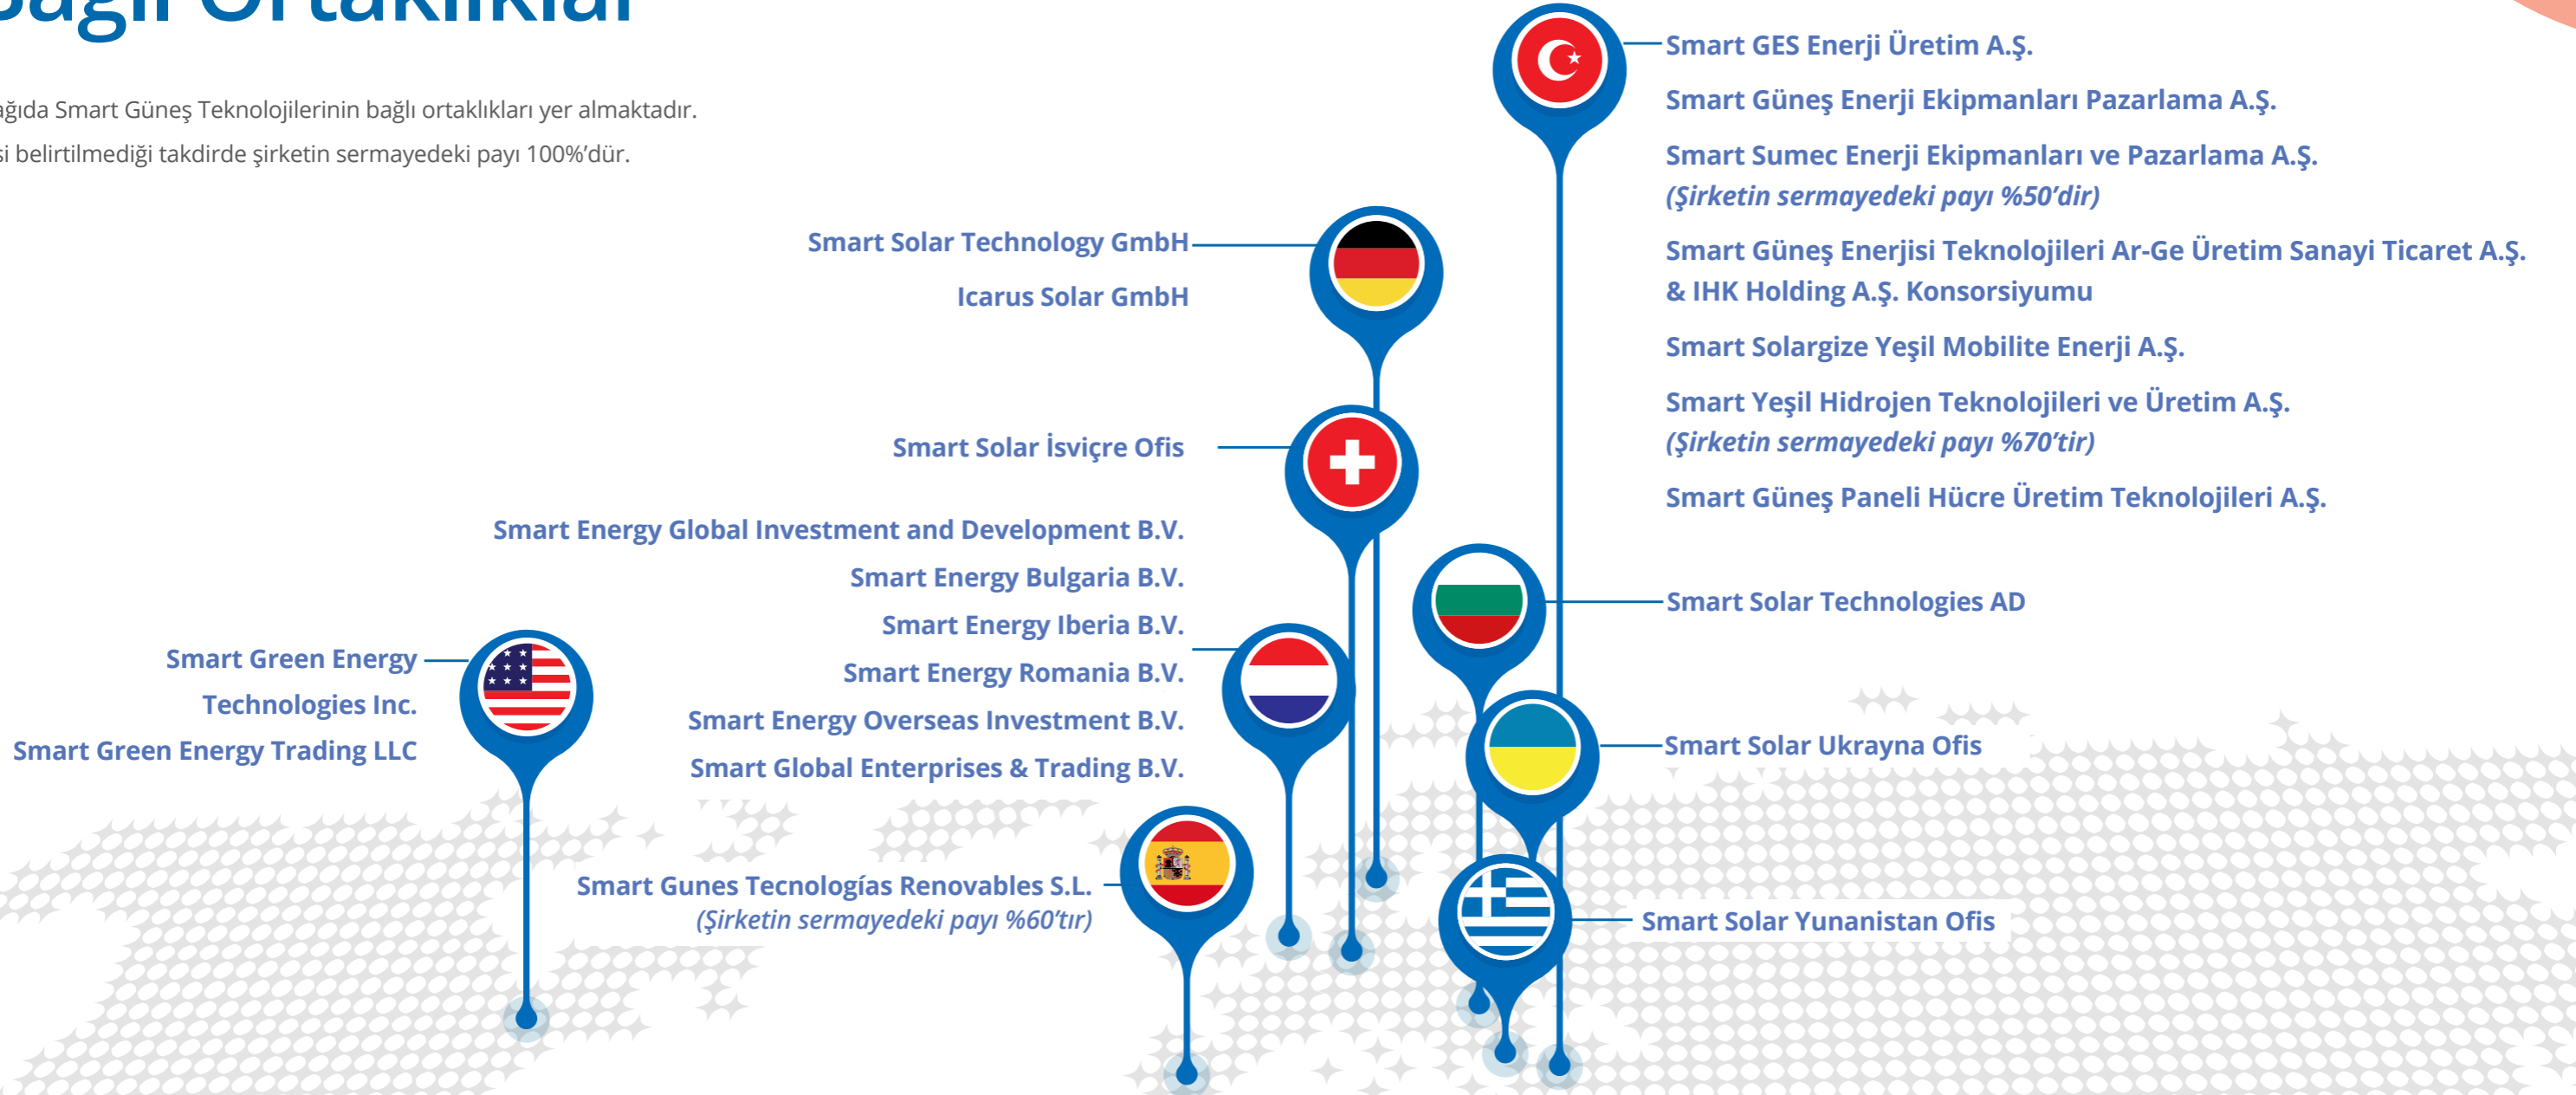 Bağlı Ortaklıklar
ağıda Smart Güneş Teknolojilerinin bağlı ortaklıkları yer almaktadır.
si belirtilmediği takdirde şirketin sermayedeki payı 100%’dür.
Smart GES Enerji Üretim A.Ş.
Smart Güneş Enerji Ekipmanları Pazarlama A.Ş.
Smart Sumec Enerji Ekipmanları ve Pazarlama A.Ş.
(Şirketin sermayedeki payı %50’dir)
Smart Güneş Enerjisi Teknolojileri Ar-Ge Üretim Sanayi Ticaret A.Ş.
& IHK Holding A.Ş. Konsorsiyumu
Smart Solargize Yeşil Mobilite Enerji A.Ş.
Smart Yeşil Hidrojen Teknolojileri ve Üretim A.Ş.
(Şirketin sermayedeki payı %70’tir)
Smart Güneş Paneli Hücre Üretim Teknolojileri A.Ş.
Smart Solar Technology GmbH
Icarus Solar GmbH
Smart Solar İsviçre Ofis
Smart Energy Global Investment and Development B.V.
Smart Energy Bulgaria B.V.
Smart Energy Iberia B.V.
Smart Energy Romania B.V.
Smart Energy Overseas Investment B.V.
Smart Global Enterprises & Trading B.V.
Smart Green Energy
Technologies Inc.
Smart Green Energy Trading LLC
Smart Solar Technologies AD
Smart Solar Ukrayna Ofis
Smart Gunes Tecnologías Renovables S.L.
(Şirketin sermayedeki payı %60’tır)
Smart Solar Yunanistan Ofis